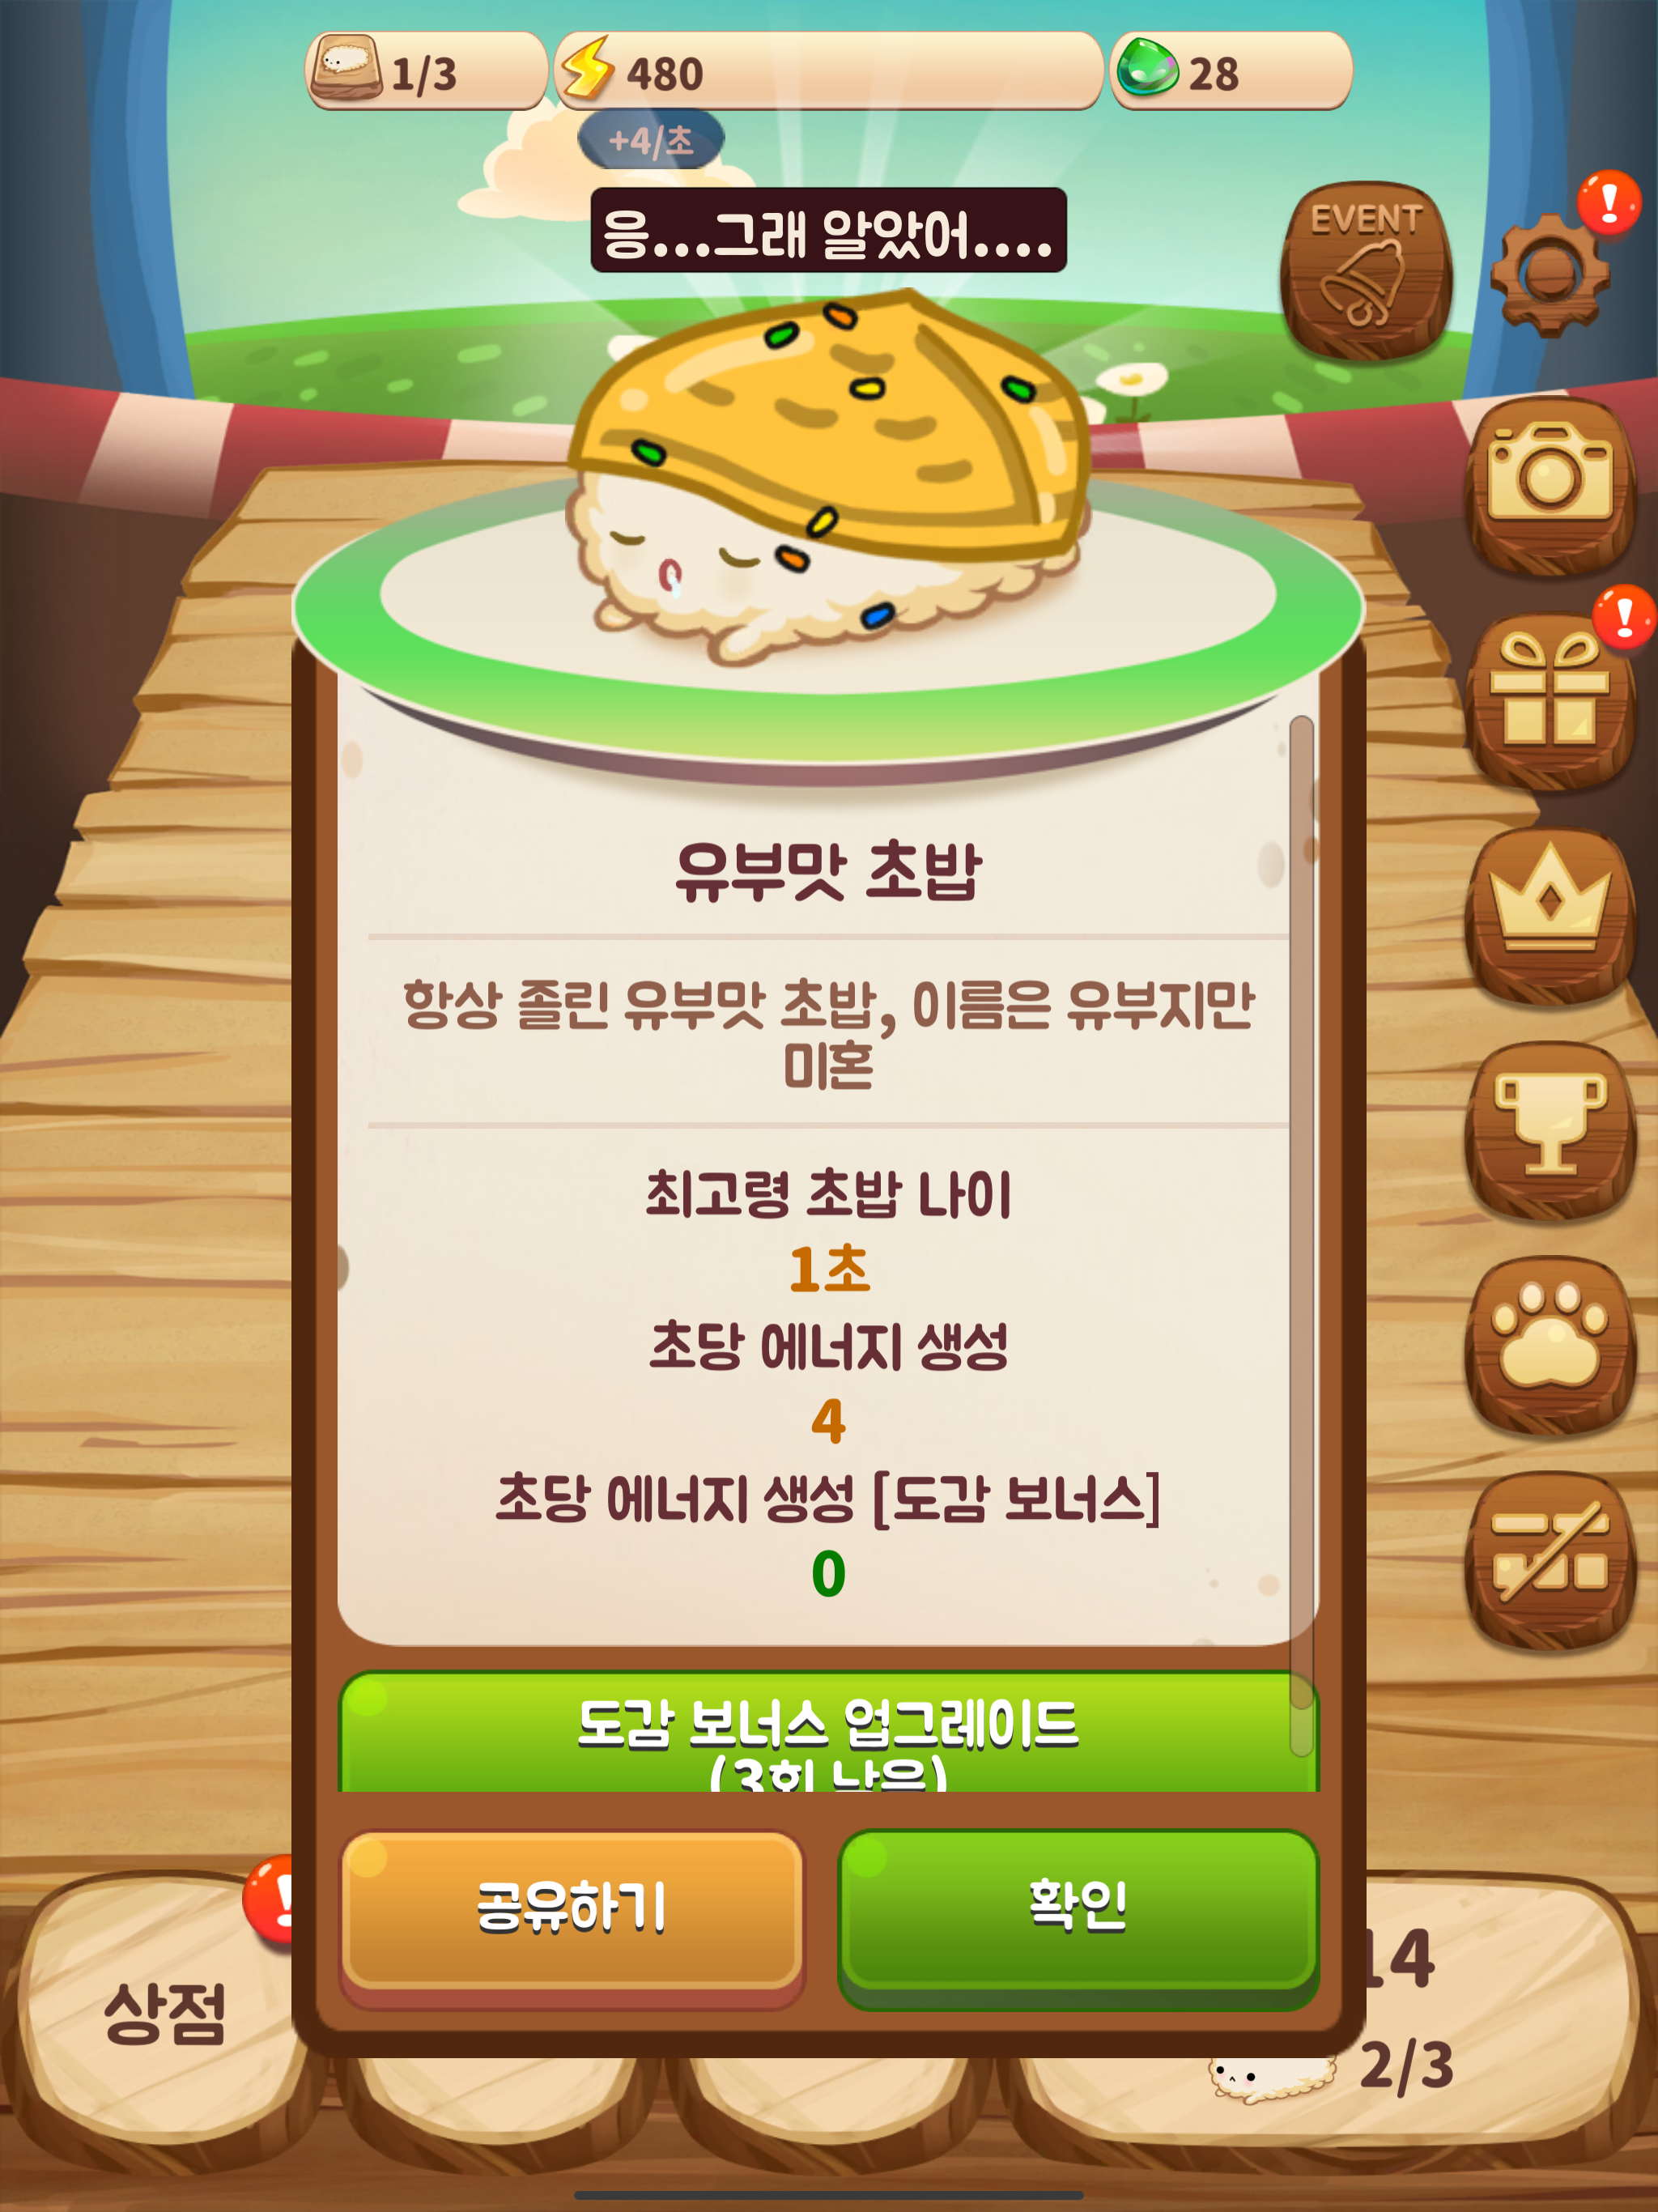 1/3
480
28
+4/초
응...그래 알았어....
EVENT
유부맛 초밥
항상 졸린 유부맛 초밥, 이름은 유부지만
미혼
최고령 초밥 나이
1초
초당 에너지 생성
4
초당 에너지 생성 [도감 보너스]
0
도감 보너스 업그레이드
(3회 남음)
공유하기
확인
상점
14
2/3